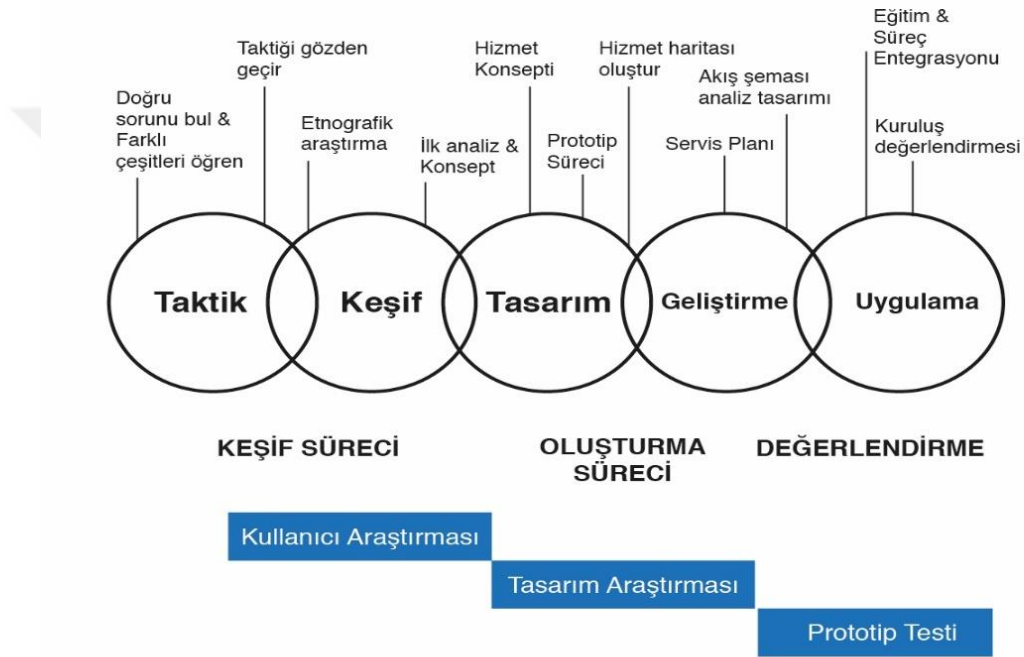 Doğru
sorunu bul &
Farklı
çeşitleri öğren
Taktiği gözden
geçir
Etnografik
araştırma
İlk analiz &
Konsept
Hizmet
Konsepti
Prototip
Süreci
Hizmet haritası
oluştur
Servis Planı
Akış şeması
analiz tasarımı
Eğitim &
Süreç
Entegrasyonu
Kuruluş
değerlendirmesi
Taktik
Keşif
Tasarım
Geliştirme
Uygulama
KEŞİF SÜRECİ
OLUŞTURMA
SÜRECİ
DEĞERLENDİRME
Kullanıcı Araştırması
Tasarım Araştırması
Prototip Testi